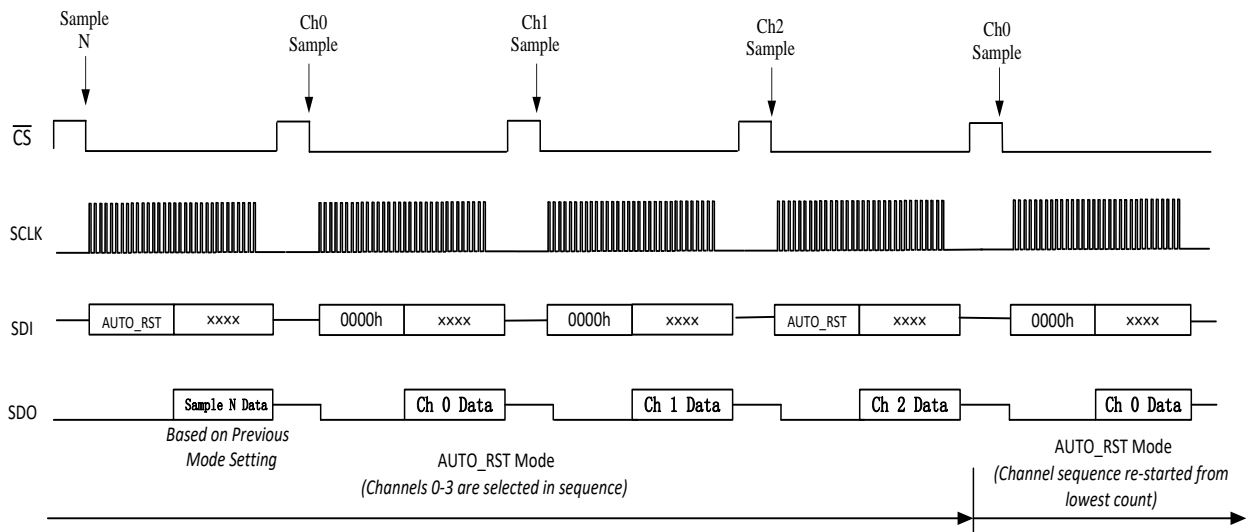 Sample
N
Ch0
Sample
Ch1
Sample
Ch2
Sample
Ch0
Sample
CS
SCLK
SDI
AUTO_RST
xxxx
0000h
xxxx
0000h
xxxx
AUTO_RST
xxxx
0000h
xxxx
SDO
Sample N Data
Ch 0 Data
Ch 1 Data
Ch 2 Data
Ch 0 Data
Based on Previous
Mode Setting
AUTO_RST Mode
(Channels 0-3 are selected in sequence)
AUTO_RST Mode
(Channel sequence re-started from
lowest count)